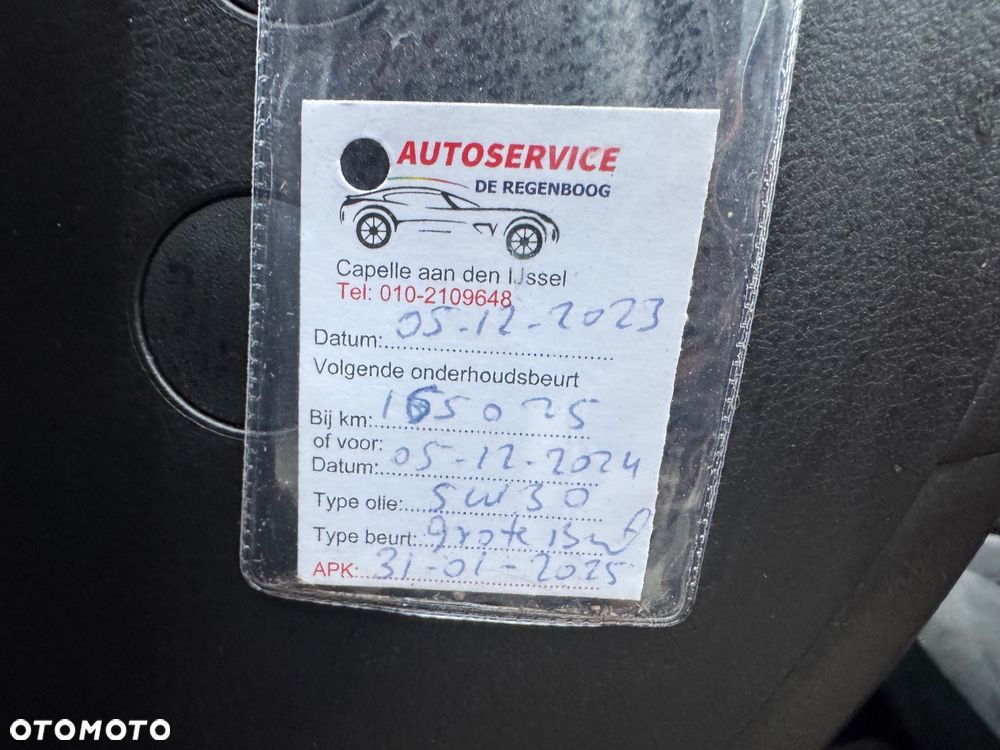 AUTOSERVICE
DE REGENBOOG
Capelle aan den IJssel
Tel: 010-2109648
Datum: 05-12-2023
Volgende onderhoudsbeurt
Bij km: 165025
of voor:
Datum: 05-12-2024
Type olie: 5W30
Type beurt: grote
APK: 31-01-2025
OTOMOTO